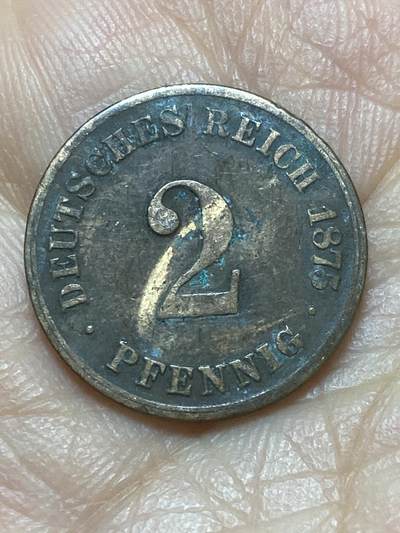 DEUTSCHES REICH 1875
2
PFENNIG